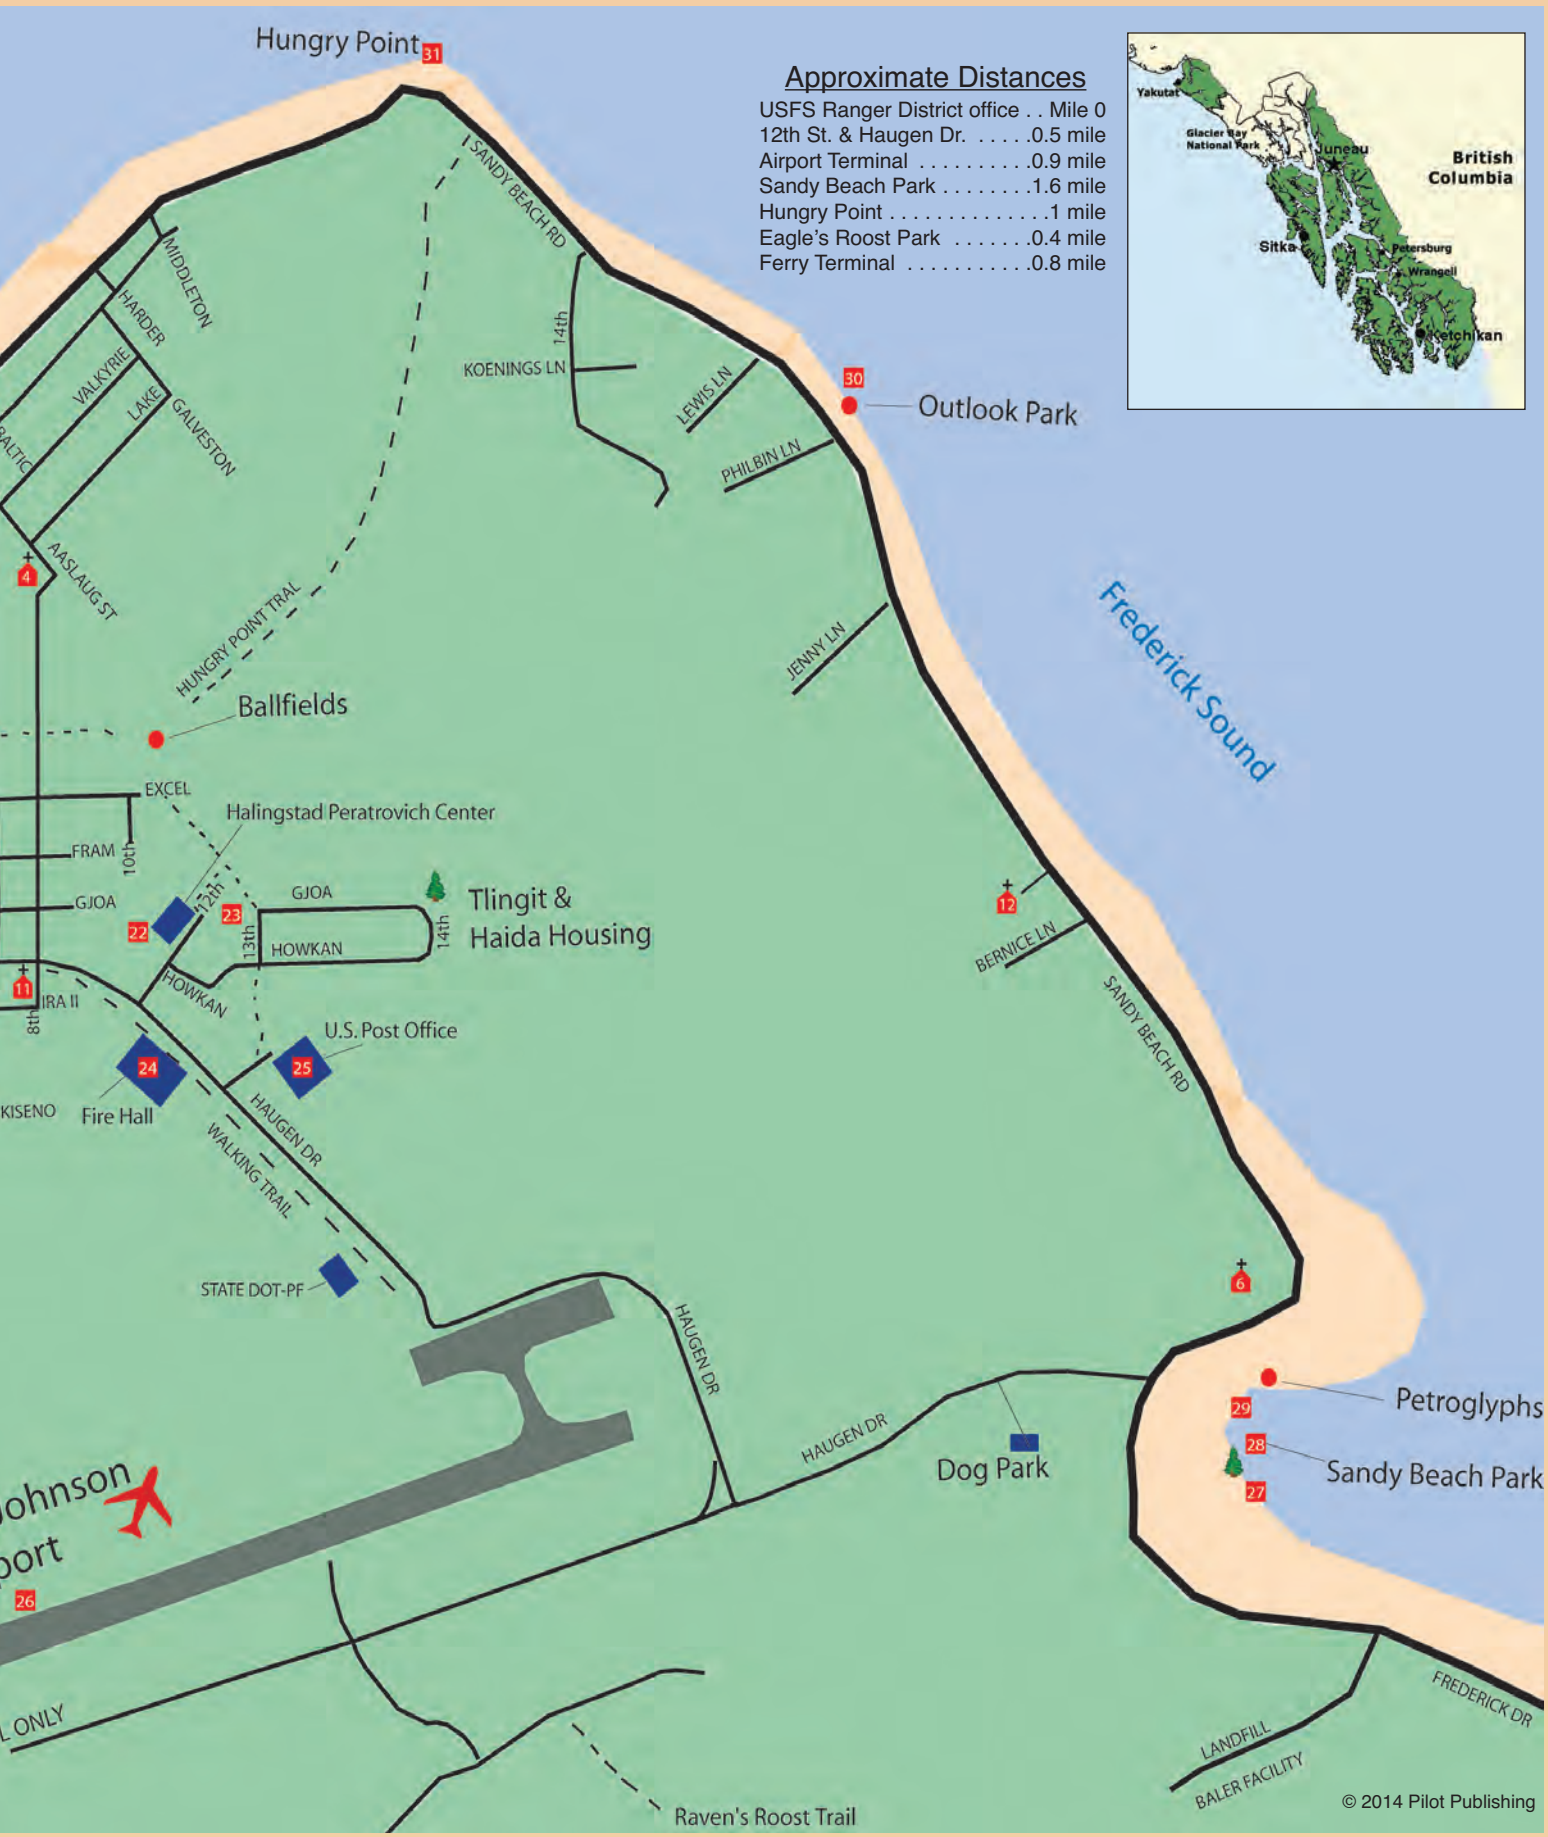 Hungry Point
31
Approximate Distances
USFS Ranger District office . . Mile 0
12th St. & Haugen Dr. . . . . .0.5 mile
Airport Terminal . . . . . . . . . .0.9 mile
Sandy Beach Park . . . . . . . .1.6 mile
Hungry Point . . . . . . . . . . . . . .1 mile
Eagle's Roost Park . . . . . . .0.4 mile
Ferry Terminal . . . . . . . . . . .0.8 mile
Yakutat
Glacier Bay
National Park
Juneau
British
Columbia
Sitka
Petersburg
Wrangell
Ketchikan
SANDY BEACH RD
MIDDLETON
HARDER
VALKYRIE
LAKE
GALVESTON
BALTIC
14th
KOENINGS LN
LEWIS LN
30
Outlook Park
PHILBIN LN
AASLAUG ST
4
HUNGRY POINT TRAL
JENNY LN
Frederick Sound
Ballfields
EXCEL
Halingstad Peratrovich Center
FRAM
10th
GJOA
12th
22
23
GJOA
13th
HOWKAN
14th
Tlingit &
Haida Housing
12
BERNICE LN
SANDY BEACH RD
11
IRA II
8th
HOWKAN
U.S. Post Office
24
25
KISENO
Fire Hall
HAUGEN DR
WALKING TRAIL
STATE DOT-PF
6
HAUGEN DR
Petroglyphs
29
28
Sandy Beach Park
27
HAUGEN DR
Dog Park
Johnson
port
26
L ONLY
FREDERICK DR
LANDFILL
BALER FACILITY
Raven's Roost Trail
© 2014 Pilot Publishing